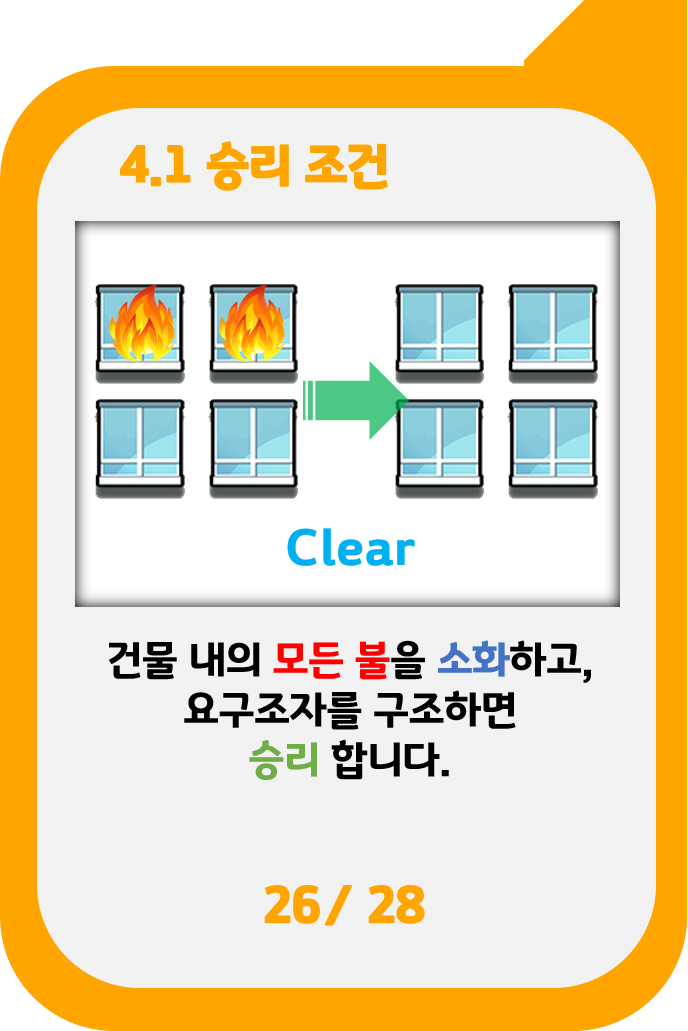 4.1 승리 조건
Clear
건물 내의 모든 불을 소화하고,
요구조자를 구조하면
승리 합니다.
26/ 28